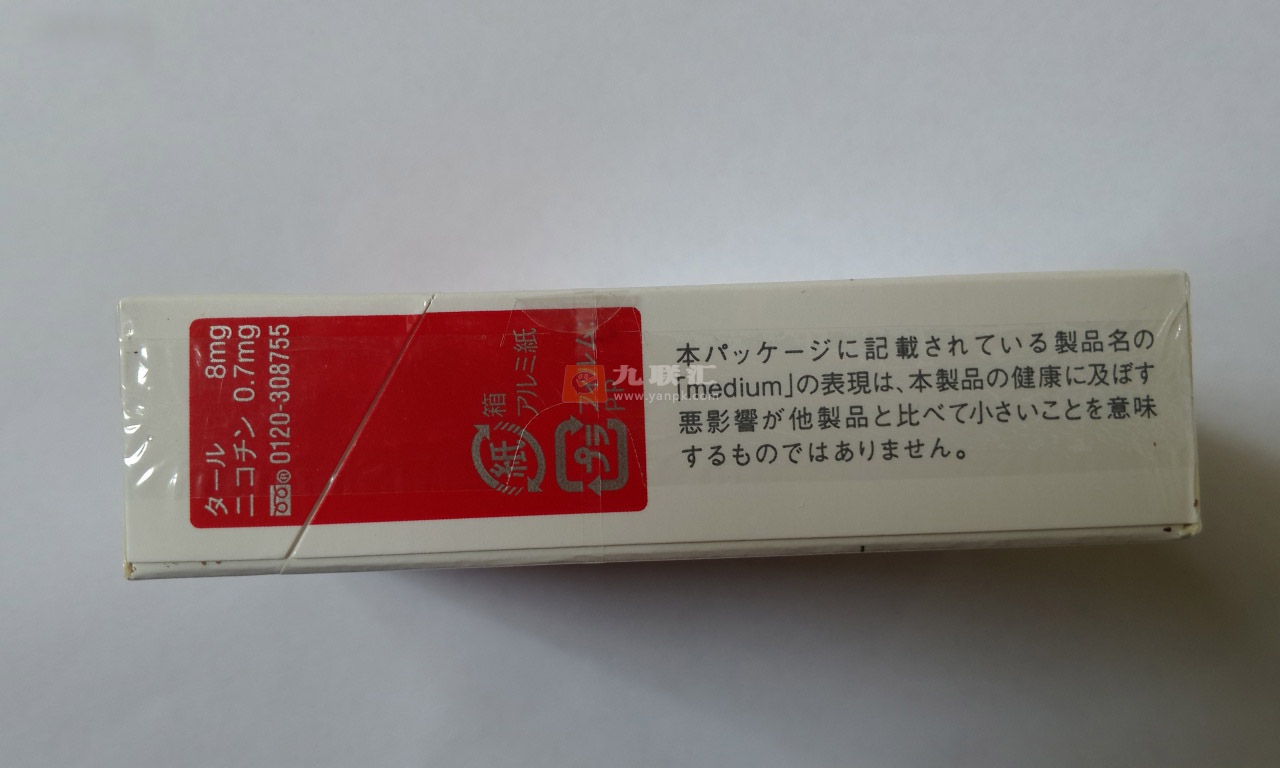 タール 8mg
ニコチン 0.7mg
0120-308755
紙 箱
アルミ紙
プラ フィルム
P.P
本パッケージに記載されている製品名の
「medium」の表現は、本製品の健康に及ぼす
悪影響が他製品と比べて小さいことを意味
するものではありません。
九联汇
www.yanpk.com